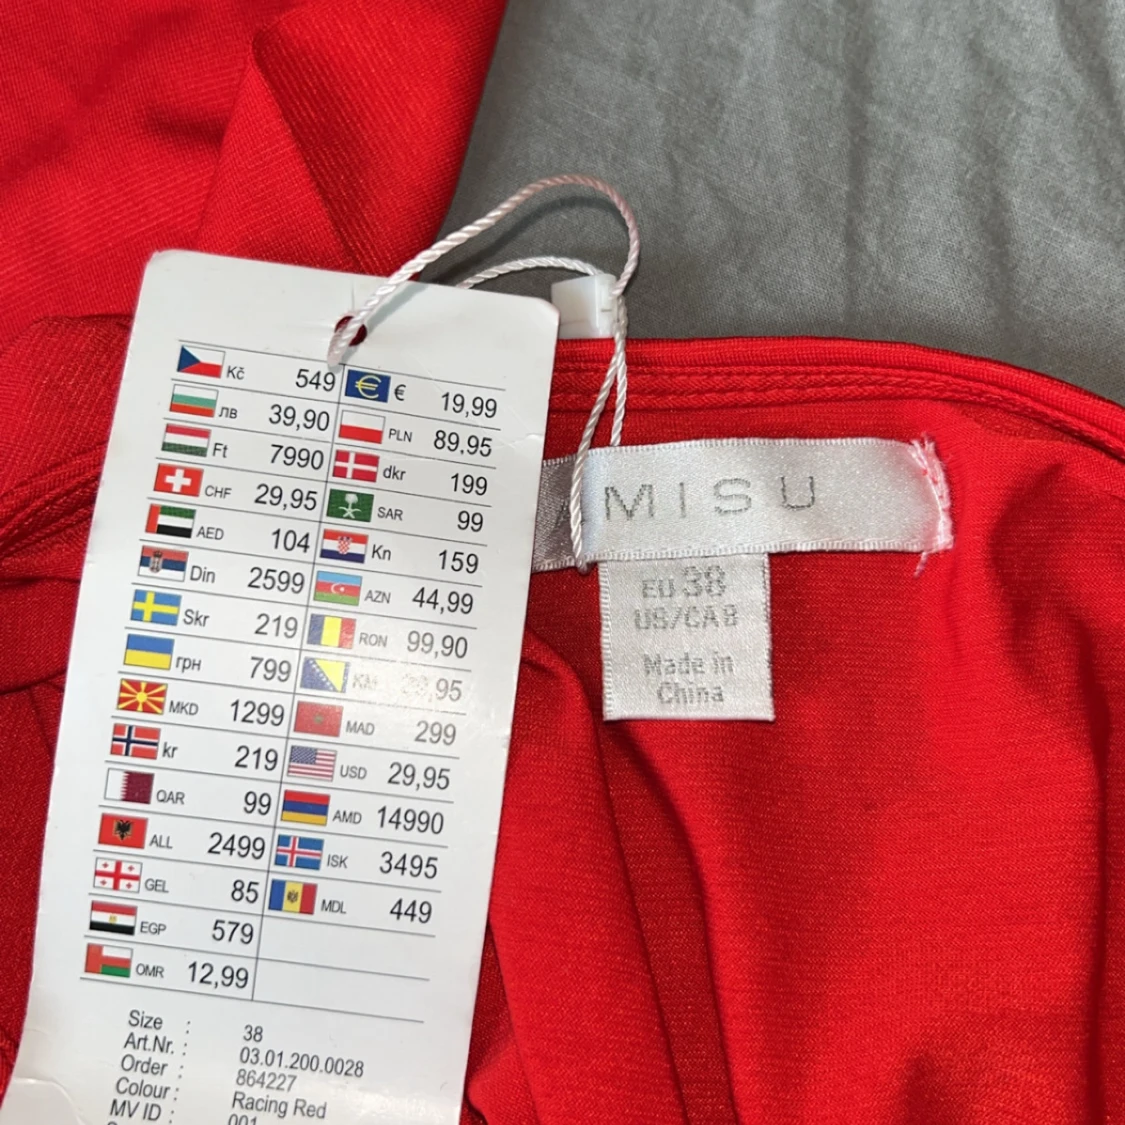 Kč 549 € 19,99
лв 39,90 PLN 89,95
Ft 7990 dkr 199
CHF 29,95 SAR 99
AED 104 Kn 159
Din 2599 AZN 44,99
Skr 219 RON 99,90
грн 799 KM ,95
MKD 1299 MAD 299
kr 219 USD 29,95
QAR 99 AMD 14990
ALL 2499 ISK 3495
GEL 85 MDL 449
EGP 579
OMR 12,99
Size : 38
Art.Nr. : 03.01.200.0028
Order : 864227
Colour : Racing Red
MV ID : 001
MISU
EU 38
US/CA 8
Made in
China